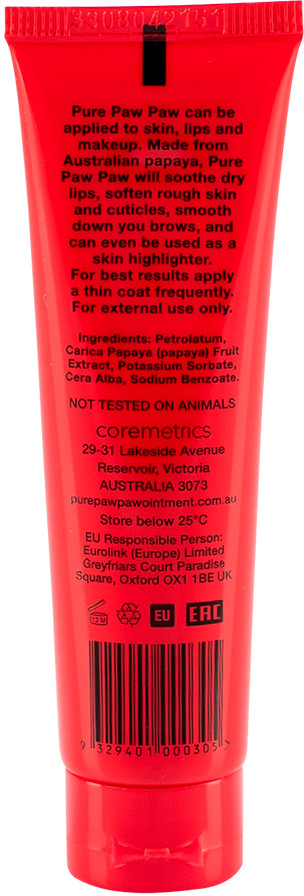 3308042151
Pure Paw Paw can be
applied to skin, lips and
makeup. Made from
Australian papaya, Pure
Paw Paw will soothe dry
lips, soften rough skin
and cuticles, smooth
down you brows, and
can even be used as a
skin highlighter.
For best results apply
a thin coat frequently.
For external use only.
Ingredients: Petrolatum,
Carica Papaya (papaya) Fruit
Extract, Potassium Sorbate,
Cera Alba, Sodium Benzoate.
NOT TESTED ON ANIMALS
coremetrics
29-31 Lakeside Avenue
Reservoir, Victoria
AUSTRALIA 3073
purepawpawointment.com.au
Store below 25°C
EU Responsible Person:
Eurolink (Europe) Limited
Greyfriars Court Paradise
Square, Oxford OX1 1BE UK
12M EU EAC
9 329401 000305 >